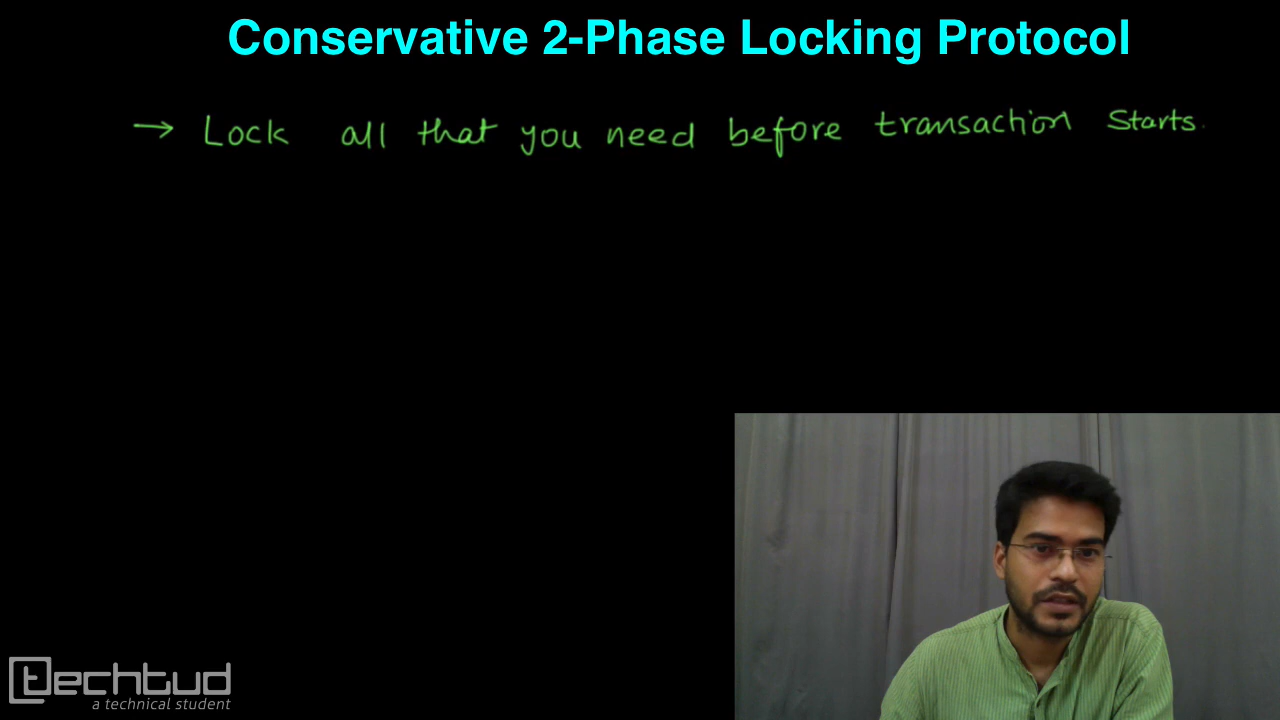 Conservative 2-Phase Locking Protocol
→ Lock all that you need before transaction Starts.
techtud
a technical student